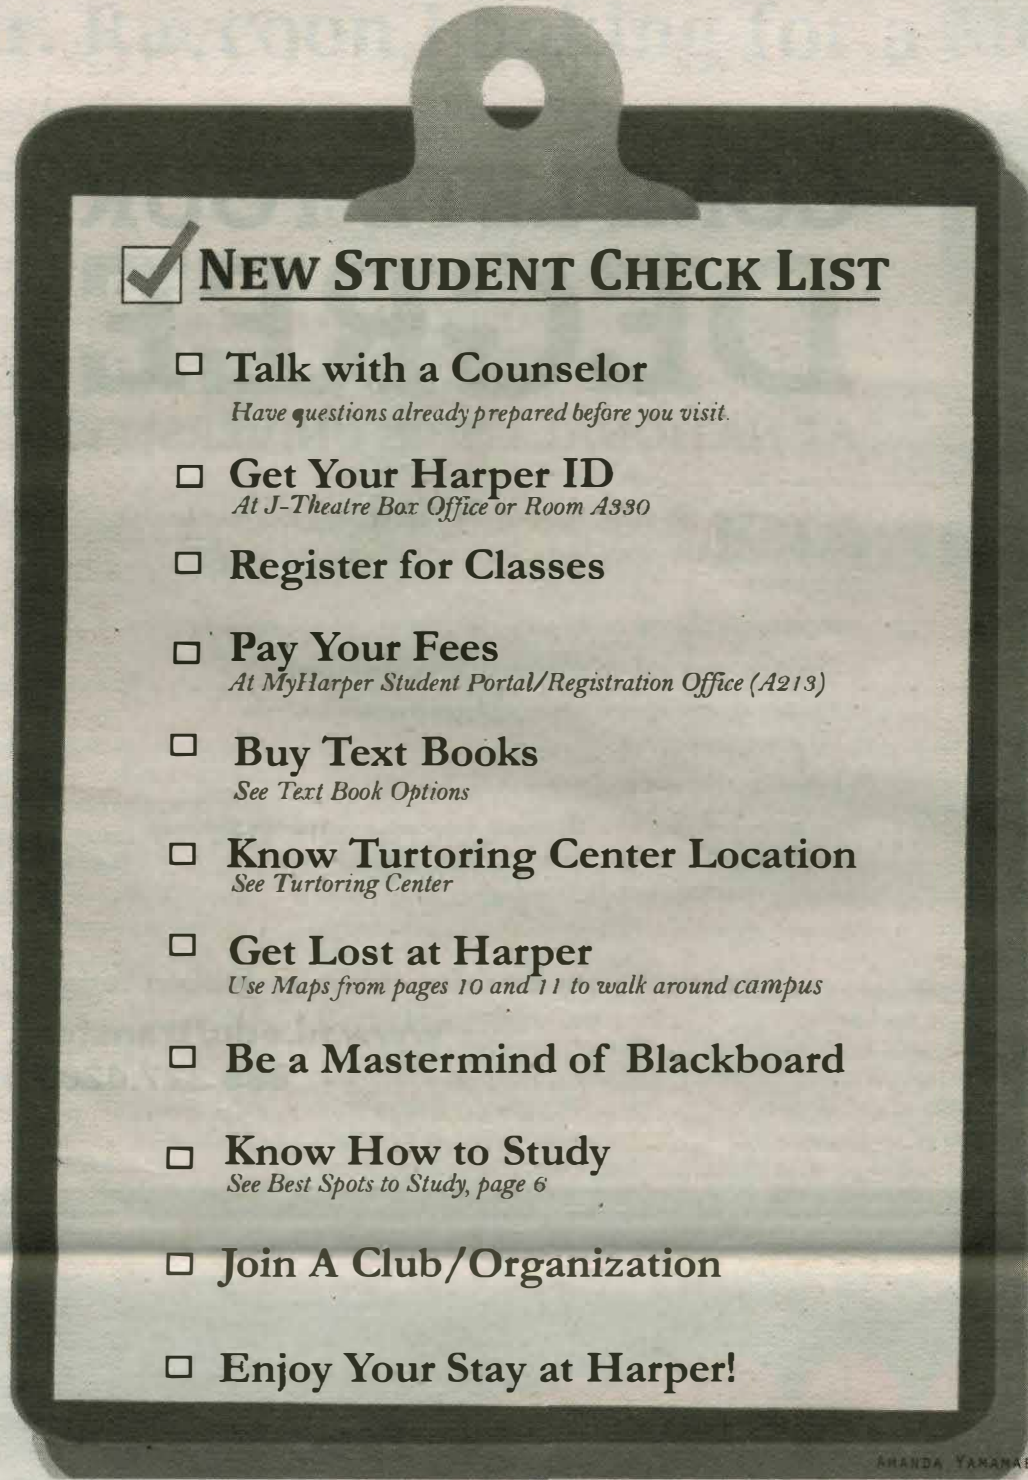 NEW STUDENT CHECK LIST
Talk with a Counselor
Have questions already prepared before you visit.
Get Your Harper ID
At J-Theatre Box Office or Room A330
Register for Classes
Pay Your Fees
At MyHarper Student Portal/Registration Office (A213)
Buy Text Books
See Text Book Options
Know Turtoring Center Location
See Turtoring Center
Get Lost at Harper
Use Maps from pages 10 and 11 to walk around campus
Be a Mastermind of Blackboard
Know How to Study
See Best Spots to Study, page 6
Join A Club/Organization
Enjoy Your Stay at Harper!
AMANDA